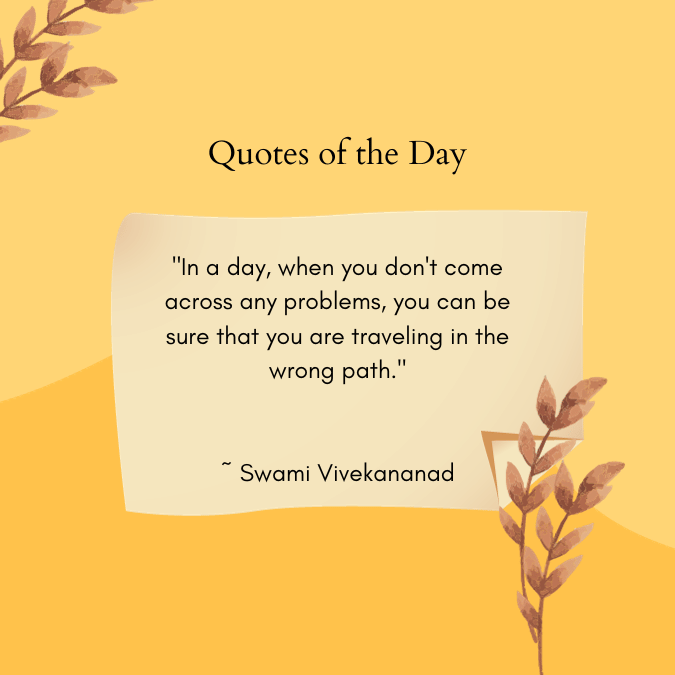 Quotes of the Day
"In a day, when you don't come
across any problems, you can be
sure that you are traveling in the
wrong path."
~ Swami Vivekananad